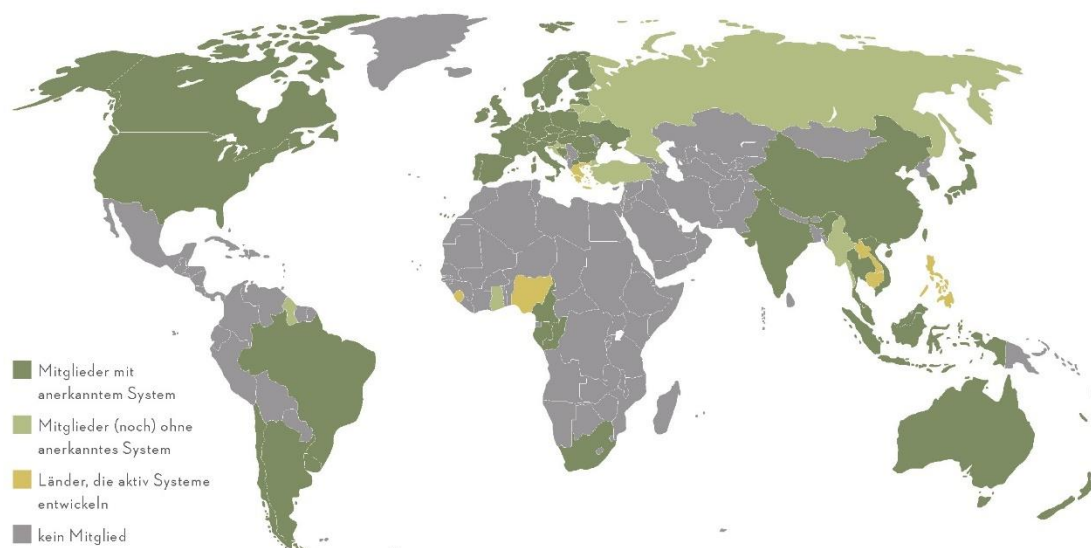 Mitglieder mit
anerkanntem System
Mitglieder (noch) ohne
anerkanntes System
Länder, die aktiv Systeme
entwickeln
kein Mitglied